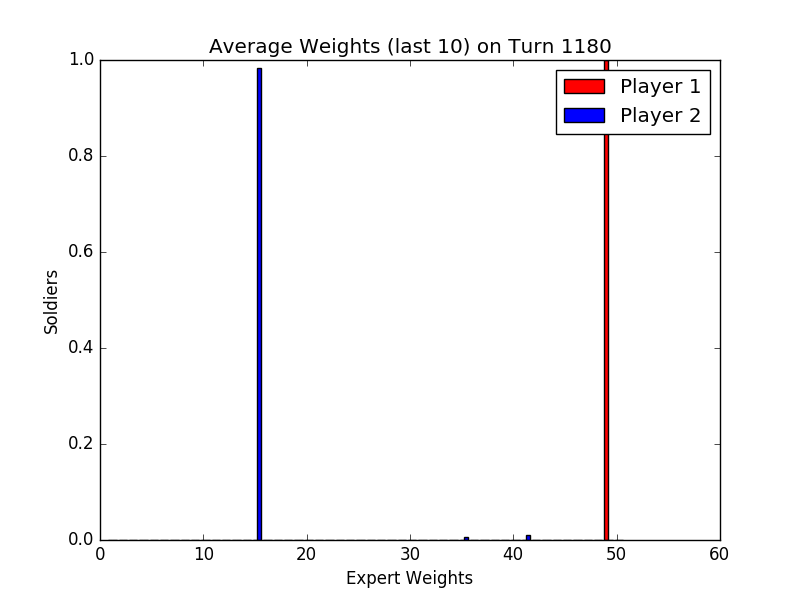 Average Weights (last 10) on Turn 1180
1.0
0.8
0.6
0.4
0.2
0.0
Soldiers
Player 1
Player 2
0 10 20 30 40 50 60
Expert Weights